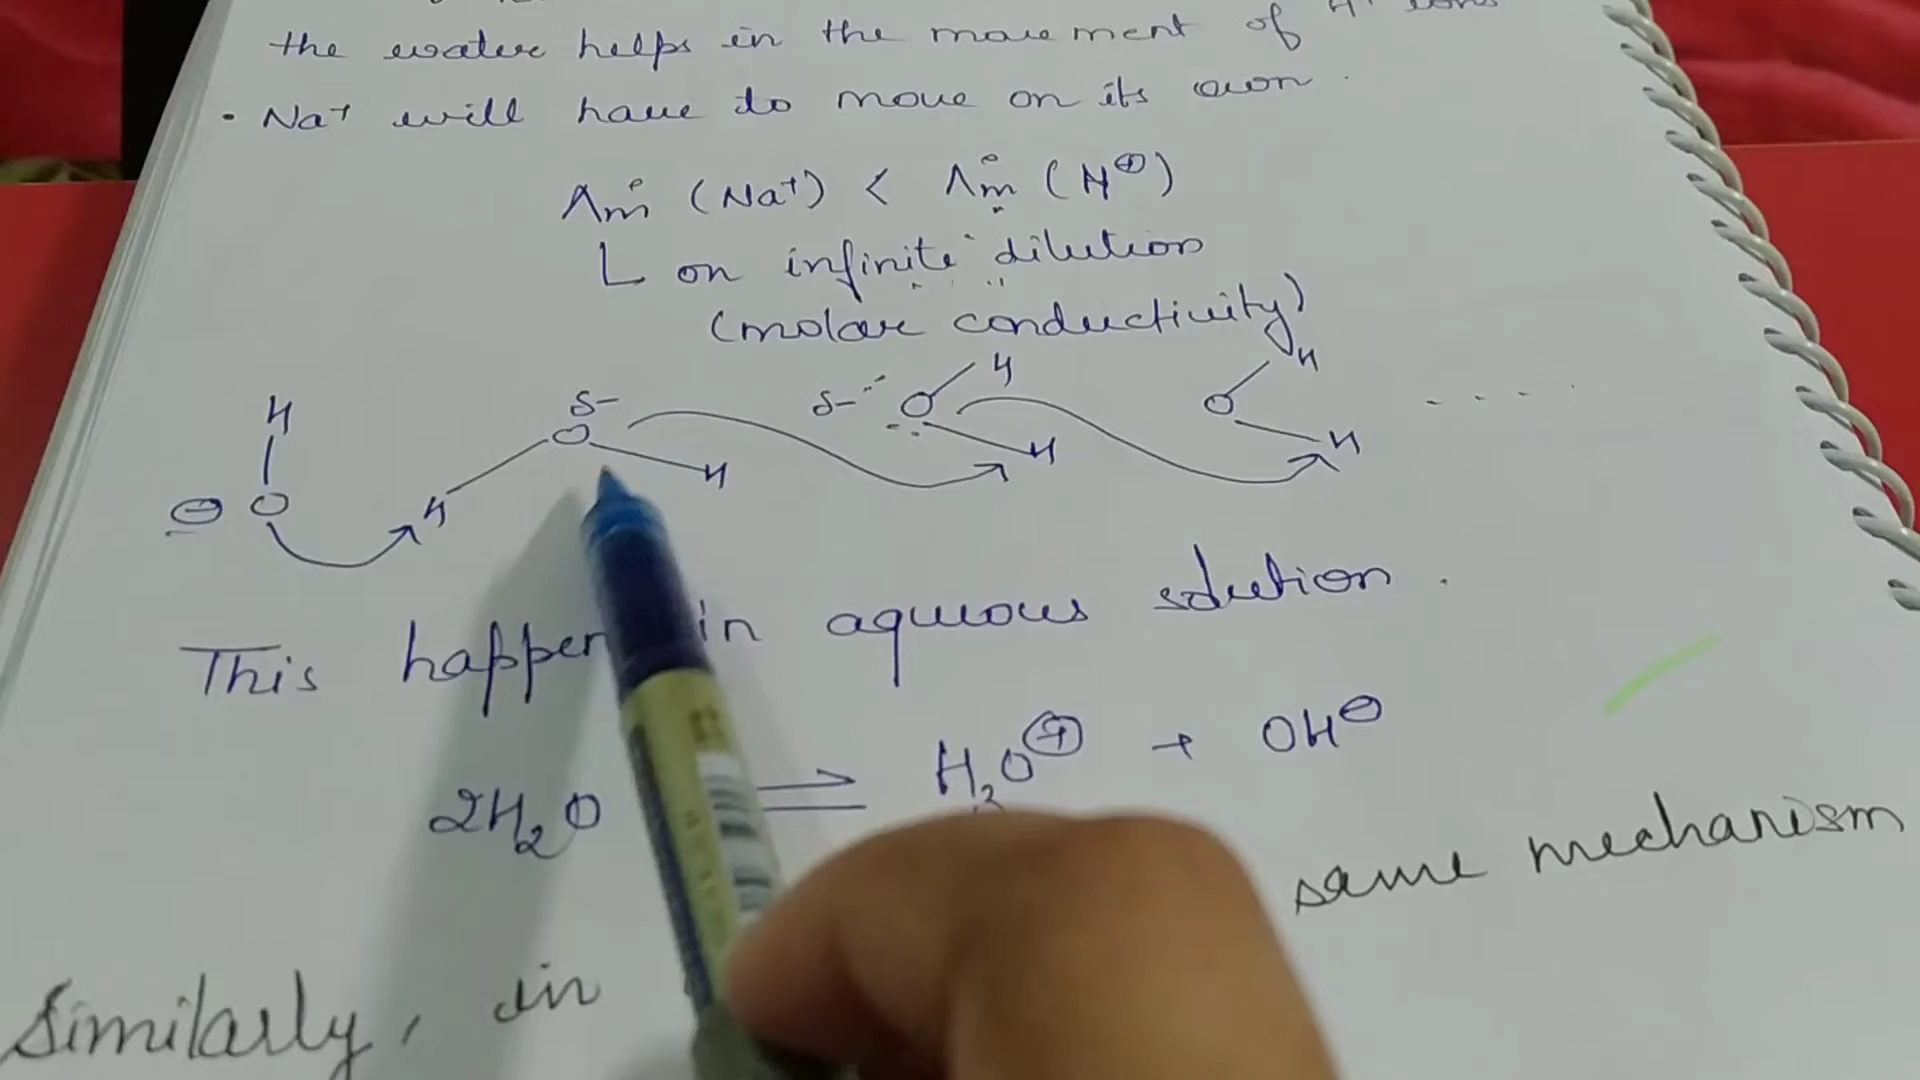 the water helps in the movement of H⁺ ions
• Na+ will have to move on its own.
Λm° (Na+) < Λm° (H⊕)
L on infinite dilution
(molar conductivity)
H δ- δ- O H O H
O H H H
⊖ O H ....
This happen in aqueous solution.
2H₂O ⇌ H₃O⊕ + OH⊖
same mechanism
Similarly, in